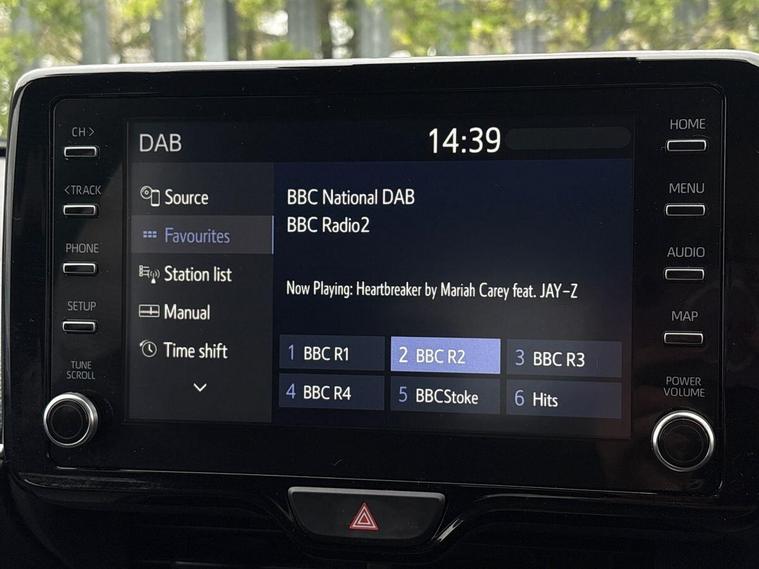 CH >
< TRACK
PHONE
SETUP
TUNE
SCROLL
DAB
14:39
Source
Favourites
Station list
Manual
Time shift
BBC National DAB
BBC Radio2
Now Playing: Heartbreaker by Mariah Carey feat. JAY-Z
1 BBC R1
2 BBC R2
3 BBC R3
4 BBC R4
5 BBCStoke
6 Hits
HOME
MENU
AUDIO
MAP
POWER
VOLUME